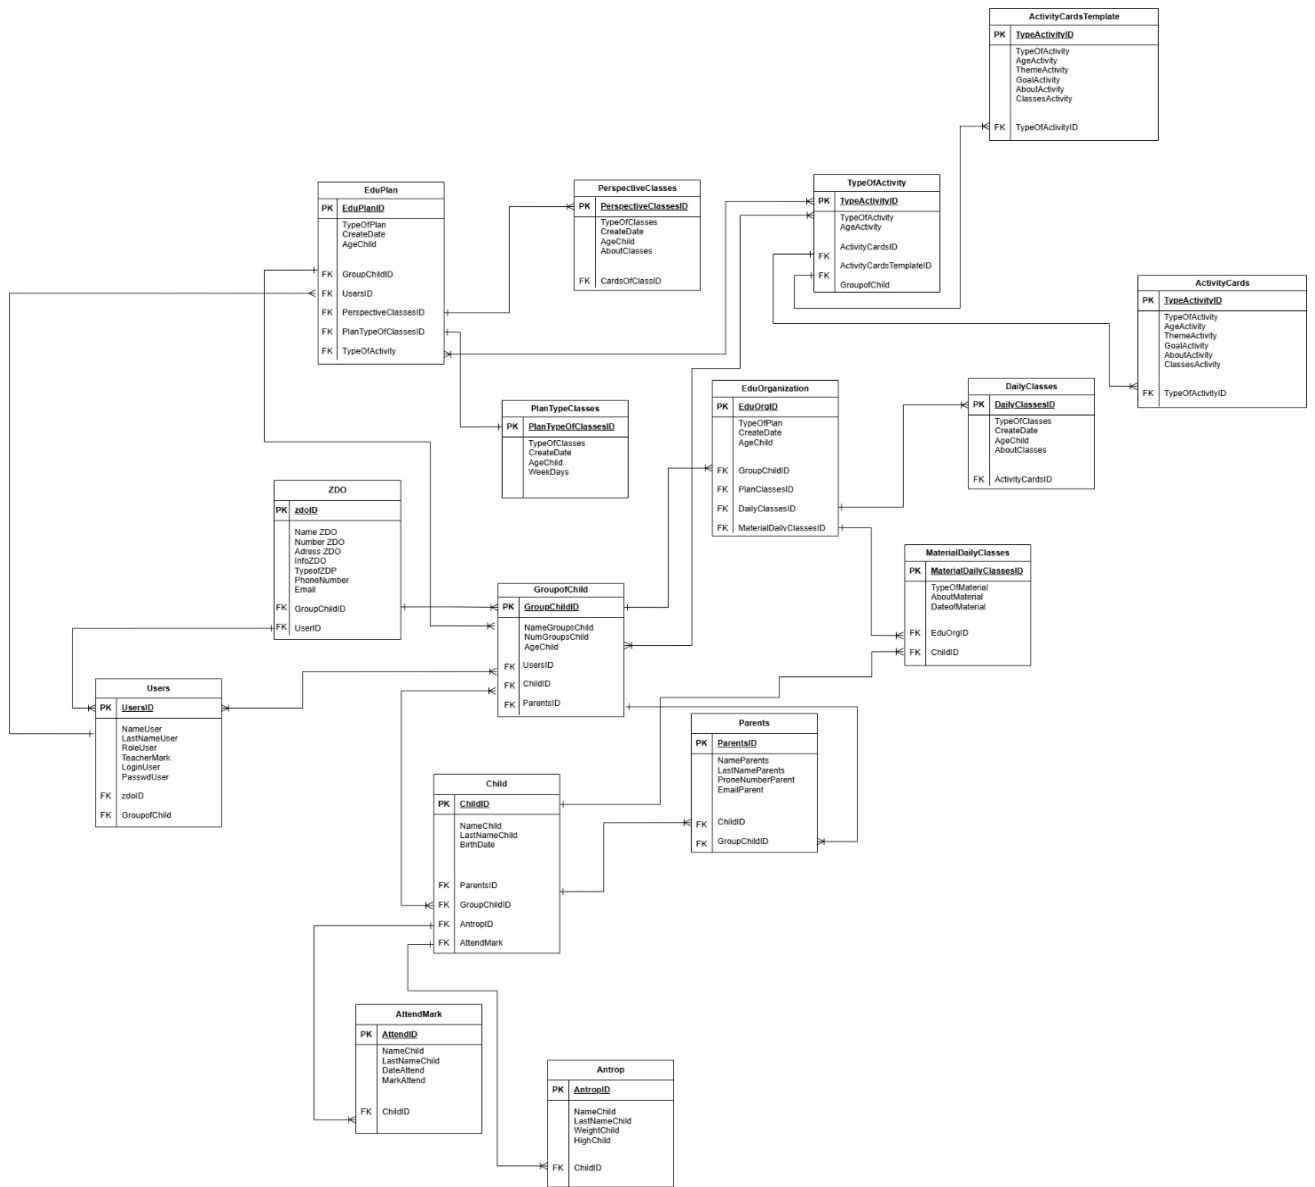 ActivityCardsTemplate
PK TypeActivityID
TypeOfActivity
AgeActivity
ThemeActivity
GoalActivity
AboutActivity
ClassesActivity
FK TypeOfActivityID
EduPlan
PK EduPlanID
TypeOfPlan
CreateDate
AgeChild
FK GroupChildID
FK UsersID
FK PerspectiveClassesID
FK PlanTypeOfClassesID
FK TypeOfActivity
PerspectiveClasses
PK PerspectiveClassesID
TypeOfClasses
CreateDate
AgeChild
AboutClasses
FK CardsOfClassID
TypeOfActivity
PK TypeActivityID
TypeOfActivity
AgeActivity
ActivityCardsID
FK
ActivityCardsTemplateID
FK
GroupofChild
ActivityCards
PK TypeActivityID
TypeOfActivity
AgeActivity
ThemeActivity
GoalActivity
AboutActivity
ClassesActivity
FK TypeOfActivityID
PlanTypeClasses
PK PlanTypeOfClassesID
TypeOfClasses
CreateDate
AgeChild
WeekDays
EduOrganization
PK EduOrgID
TypeOfPlan
CreateDate
AgeChild
FK GroupChildID
FK PlanClassesID
FK DailyClassesID
FK MaterialDailyClassesID
DailyClasses
PK DailyClassesID
TypeOfClasses
CreateDate
AgeChild
AboutClasses
FK ActivityCardsID
ZDO
PK zdoID
Name ZDO
Number ZDO
Adress ZDO
InfoZDO
TypeofZDP
PhoneNumber
Email
FK GroupChildID
FK UserID
GroupofChild
PK GroupChildID
NameGroupsChild
NumGroupsChild
AgeChild
FK UsersID
FK ChildID
FK ParentsID
MaterialDailyClasses
PK MaterialDailyClassesID
TypeOfMaterial
AboutMaterial
DateofMaterial
FK EduOrgID
FK ChildID
Users
PK UsersID
NameUser
LastNameUser
RoleUser
TeacherMark
LoginUser
PasswdUser
FK zdoID
FK GroupofChild
Parents
PK ParentsID
NameParents
LastNameParents
ProneNumberParent
EmailParent
FK ChildID
FK GroupChildID
Child
PK ChildID
NameChild
LastNameChild
BirthDate
FK ParentsID
FK GroupChildID
FK AntropID
FK AttendMark
AttendMark
PK AttendID
NameChild
LastNameChild
DateAttend
MarkAttend
FK ChildID
Antrop
PK AntropID
NameChild
LastNameChild
WeightChild
HighChild
FK ChildID